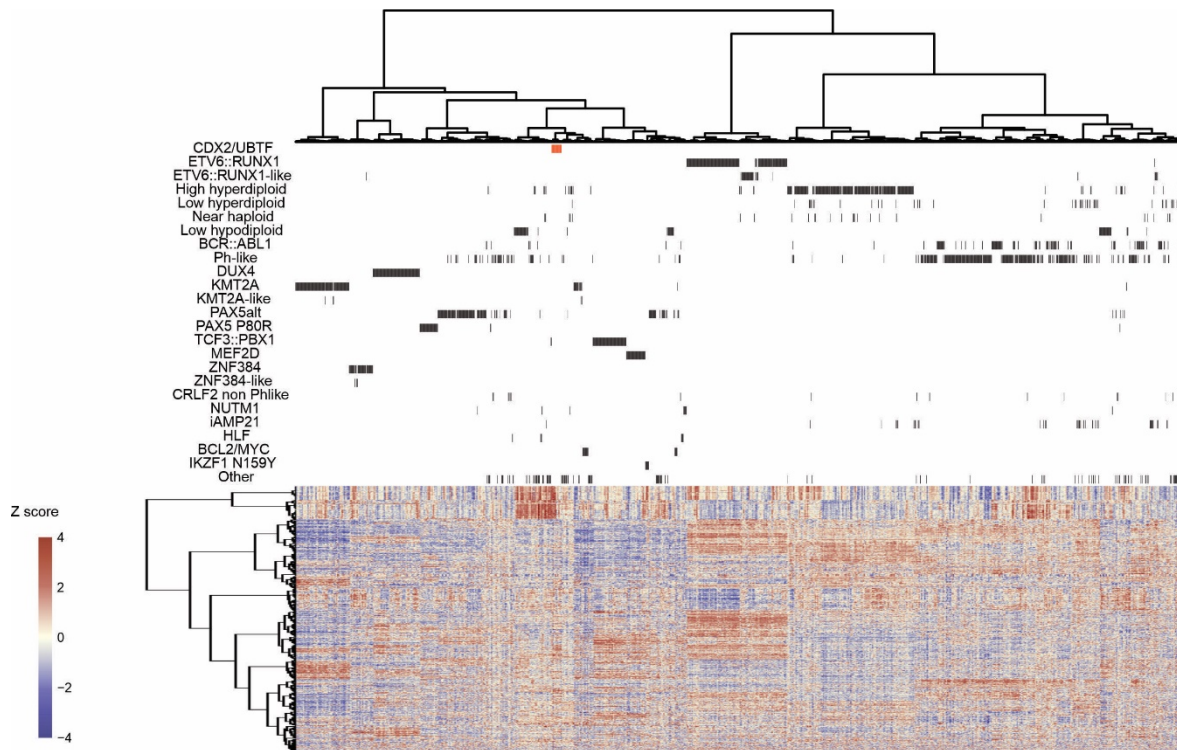 CDX2/UBTF
ETV6::RUNX1
ETV6::RUNX1-like
High hyperdiploid
Low hyperdiploid
Near haploid
Low hypodiploid
BCR::ABL1
Ph-like
DUX4
KMT2A
KMT2A-like
PAX5alt
PAX5 P80R
TCF3::PBX1
MEF2D
ZNF384
ZNF384-like
CRLF2 non Phlike
NUTM1
iAMP21
HLF
BCL2/MYC
IKZF1 N159Y
Other
Z score
4
2
0
−2
−4